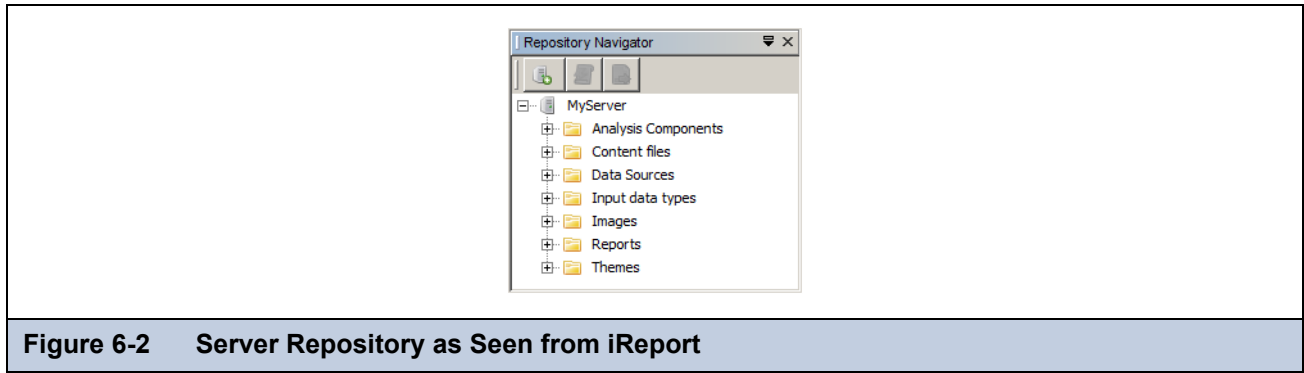 Repository Navigator
MyServer
Analysis Components
Content files
Data Sources
Input data types
Images
Reports
Themes
Figure 6-2 Server Repository as Seen from iReport